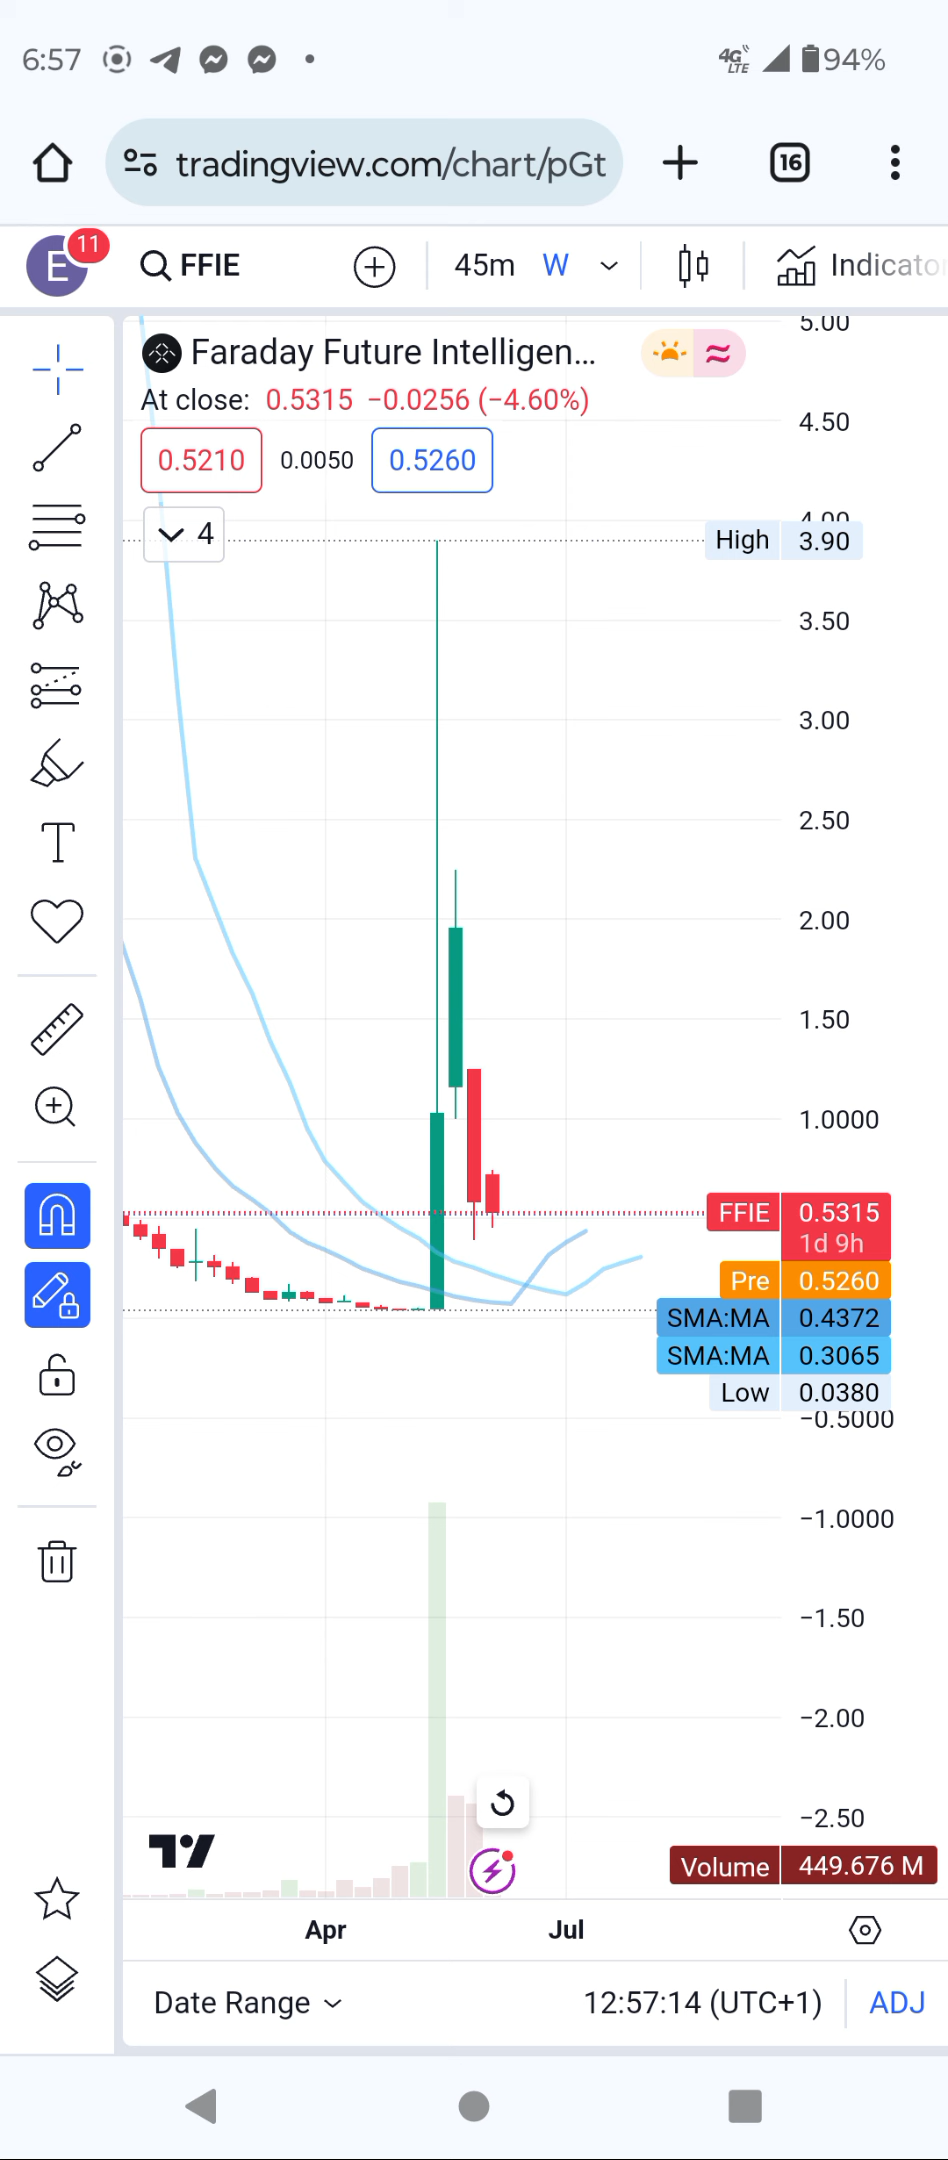 6:57 4G LTE 94%
tradingview.com/chart/pGt 16
E 11 FFIE 45m W Indicato
Faraday Future Intelligen...
At close: 0.5315 −0.0256 (−4.60%)
0.5210 0.0050 0.5260
4
5.00
4.50
4.00
High 3.90
3.50
3.00
2.50
2.00
1.50
1.0000
FFIE 0.5315
1d 9h
Pre 0.5260
SMA:MA 0.4372
SMA:MA 0.3065
Low 0.0380
−0.5000
−1.0000
−1.50
−2.00
−2.50
Volume 449.676 M
Apr Jul
Date Range 12:57:14 (UTC+1) ADJ